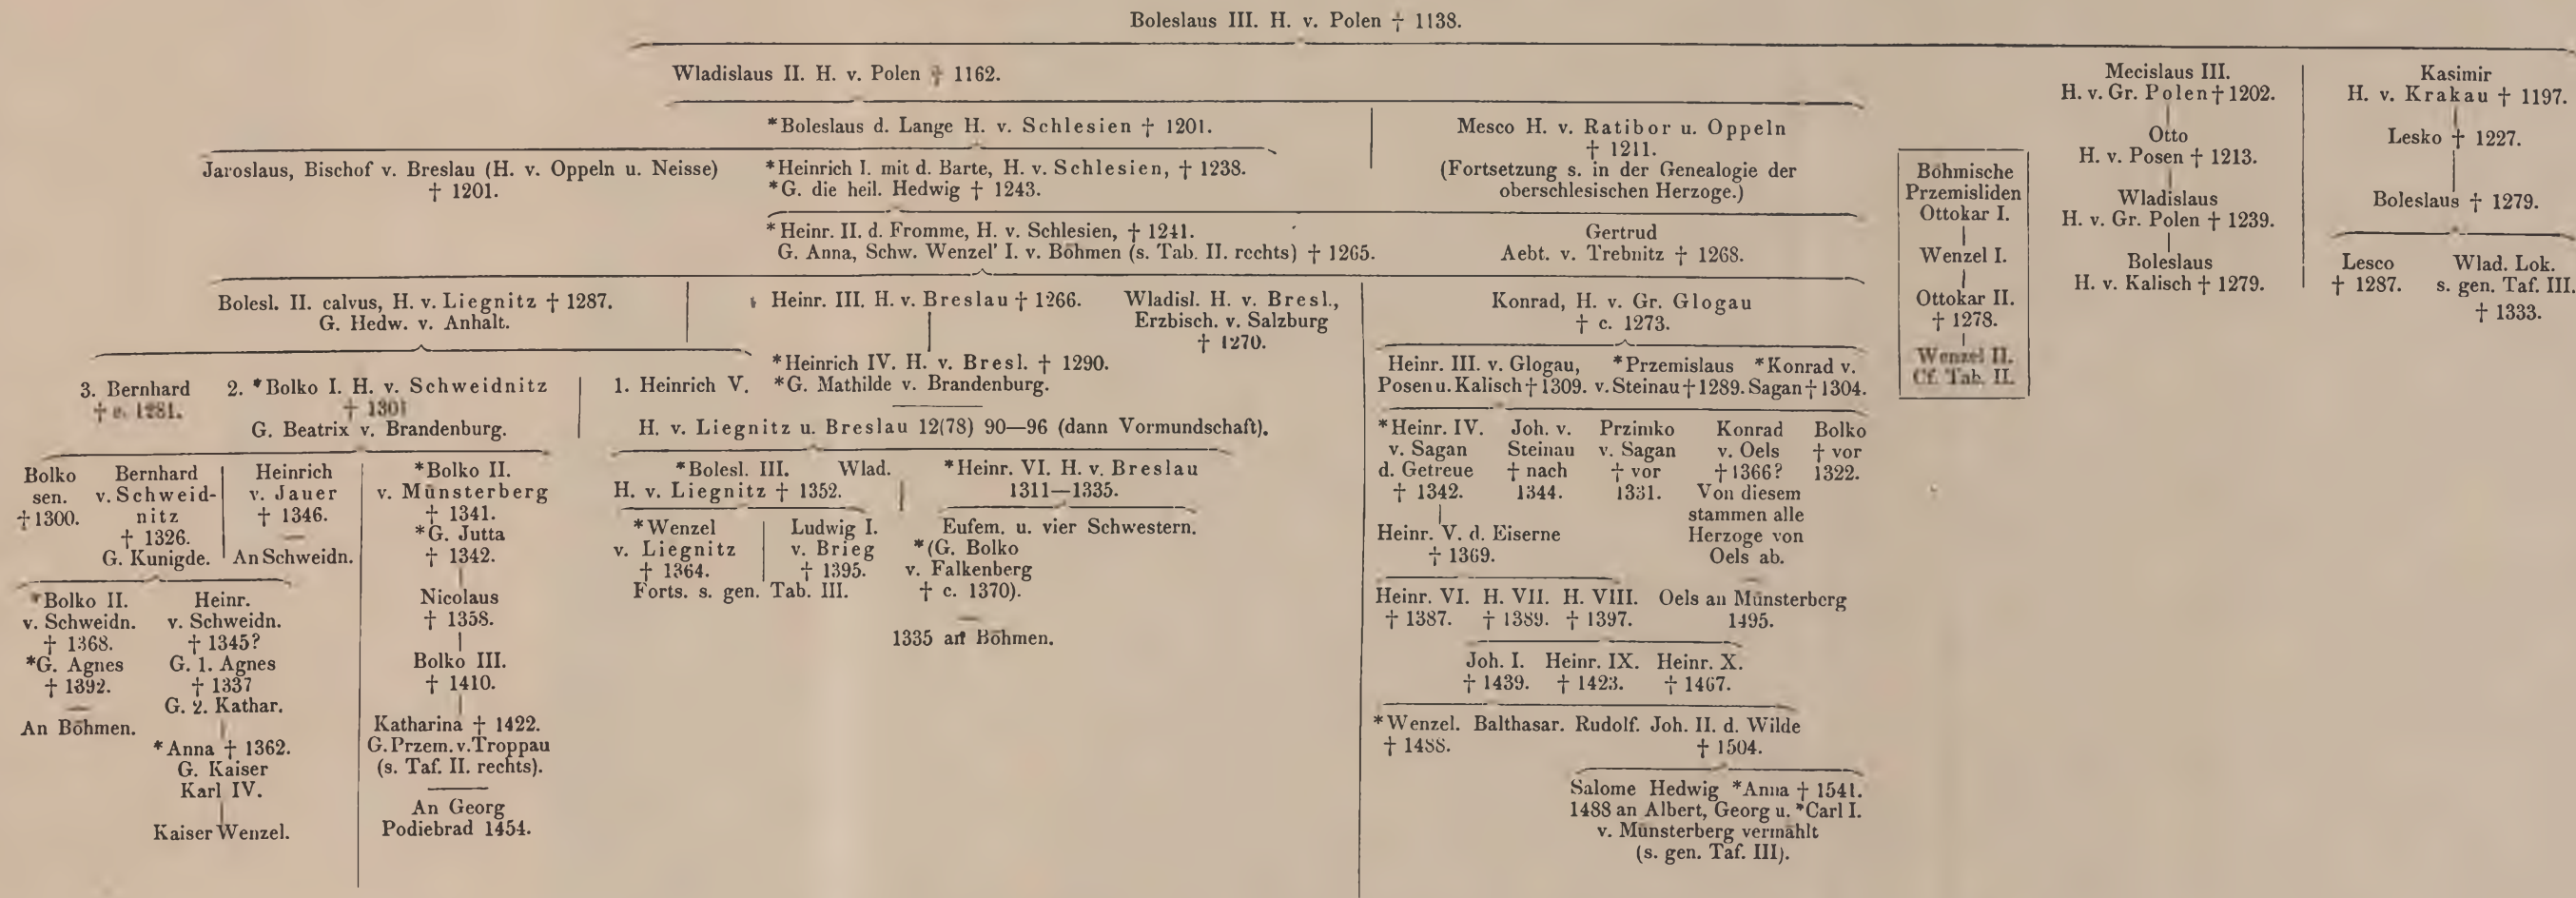 Boleslaus III. H. v. Polen † 1138.
Wladislaus II. H. v. Polen † 1162.
Mecislaus III.
H. v. Gr. Polen † 1202.
Kasimir
H. v. Krakau † 1197.
*Boleslaus d. Lange H. v. Schlesien † 1201.
Mesco H. v. Ratibor u. Oppeln
† 1211.
(Fortsetzung s. in der Genealogie der
oberschlesischen Herzoge.)
Otto
H. v. Posen † 1213.
Lesko † 1227.
Jaroslaus, Bischof v. Breslau (H. v. Oppeln u. Neisse)
† 1201.
*Heinrich I. mit d. Barte, H. v. Schlesien, † 1238.
*G. die heil. Hedwig † 1243.
Böhmische
Przemisliden
Ottokar I.
Wenzel I.
Ottokar II.
† 1278.
Wenzel II.
Cf. Tab. II.
Wladislaus
H. v. Gr. Polen † 1239.
Boleslaus † 1279.
*Heinr. II. d. Fromme, H. v. Schlesien, † 1241.
G. Anna, Schw. Wenzel' I. v. Böhmen (s. Tab. II. rechts) † 1265.
Gertrud
Aebt. v. Trebnitz † 1268.
Boleslaus
H. v. Kalisch † 1279.
Lesco
† 1287.
Wlad. Lok.
s. gen. Taf. III.
† 1333.
Bolesl. II. calvus, H. v. Liegnitz † 1287.
G. Hedw. v. Anhalt.
Heinr. III. H. v. Breslau † 1266.
Wladisl. H. v. Bresl.,
Erzbisch. v. Salzburg
† 1270.
Konrad, H. v. Gr. Glogau
† c. 1273.
*Heinrich IV. H. v. Bresl. † 1290.
*G. Mathilde v. Brandenburg.
3. Bernhard
† c. 1281.
2. *Bolko I. H. v. Schweidnitz
† 1301
G. Beatrix v. Brandenburg.
1. Heinrich V.
H. v. Liegnitz u. Breslau 12(78) 90—96 (dann Vormundschaft).
Heinr. III. v. Glogau,
Posen u. Kalisch † 1309.
*Przemislaus
v. Steinau † 1289.
*Konrad v.
Sagan † 1304.
Bolko
sen.
† 1300.
Bernhard
v. Schweid-
nitz
† 1326.
G. Kunigde.
Heinrich
v. Jauer
† 1346.
An Schweidn.
*Bolko II.
v. Münsterberg
† 1341.
*G. Jutta
† 1342.
*Bolesl. III.
H. v. Liegnitz † 1352.
Wlad.
*Heinr. VI. H. v. Breslau
1311—1335.
*Heinr. IV.
v. Sagan
d. Getreue
† 1342.
Joh. v.
Steinau
† nach
1344.
Przimko
v. Sagan
† vor
1331.
Konrad
v. Oels
† 1366?
Von diesem
stammen alle
Herzoge von
Oels ab.
Bolko
† vor
1322.
*Wenzel
v. Liegnitz
† 1364.
Ludwig I.
v. Brieg
† 1395.
Forts. s. gen. Tab. III.
Eufem. u. vier Schwestern.
*(G. Bolko
v. Falkenberg
† c. 1370).
1335 an Böhmen.
Heinr. V. d. Eiserne
† 1369.
*Bolko II.
v. Schweidn.
† 1368.
*G. Agnes
† 1392.
An Böhmen.
Heinr.
v. Schweidn.
† 1345?
G. 1. Agnes
† 1337
G. 2. Kathar.
*Anna † 1362.
G. Kaiser
Karl IV.
Kaiser Wenzel.
Nicolaus
† 1358.
Bolko III.
† 1410.
Katharina † 1422.
G. Przem. v. Troppau
(s. Taf. II. rechts).
An Georg
Podiebrad 1454.
Heinr. VI.
† 1387.
H. VII.
† 1389.
H. VIII.
† 1397.
Oels an Münsterberg
1495.
Joh. I.
† 1439.
Heinr. IX.
† 1423.
Heinr. X.
† 1467.
*Wenzel. Balthasar. Rudolf. Joh. II. d. Wilde
† 1488.
† 1504.
Salome Hedwig *Anna † 1541.
1488 an Albert, Georg u. *Carl I.
v. Münsterberg vermählt
(s. gen. Taf. III).